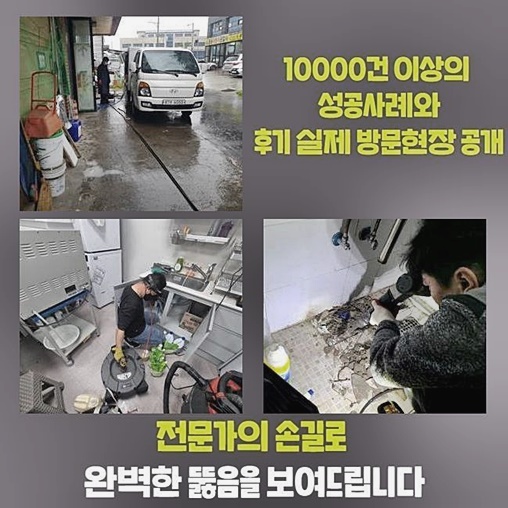 10000건 이상의
성공사례와
후기 실제 방문현장 공개
전문가의 손길로
완벽한 뚫음을 보여드립니다